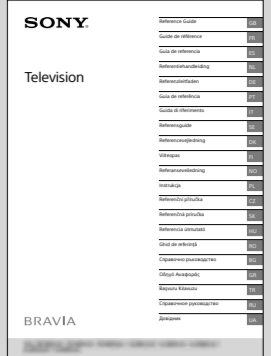 SONY
Television
Reference Guide GB
Guide de référence FR
Guía de referencia ES
Referentiehandleiding NL
Referenzleitfaden DE
Guia de referência PT
Guida di riferimento IT
Referensguide SE
Referencevejledning DK
Viiteopas FI
Referanseveiledning NO
Instrukcja PL
Referenční příručka CZ
Referenčná príručka SK
Referencia útmutató HU
Ghid de referință RO
Справочно ръководство BG
Οδηγό Αναφοράς GR
Başvuru Kılavuzu TR
Справочное руководство RU
Довідник UA
BRAVIA